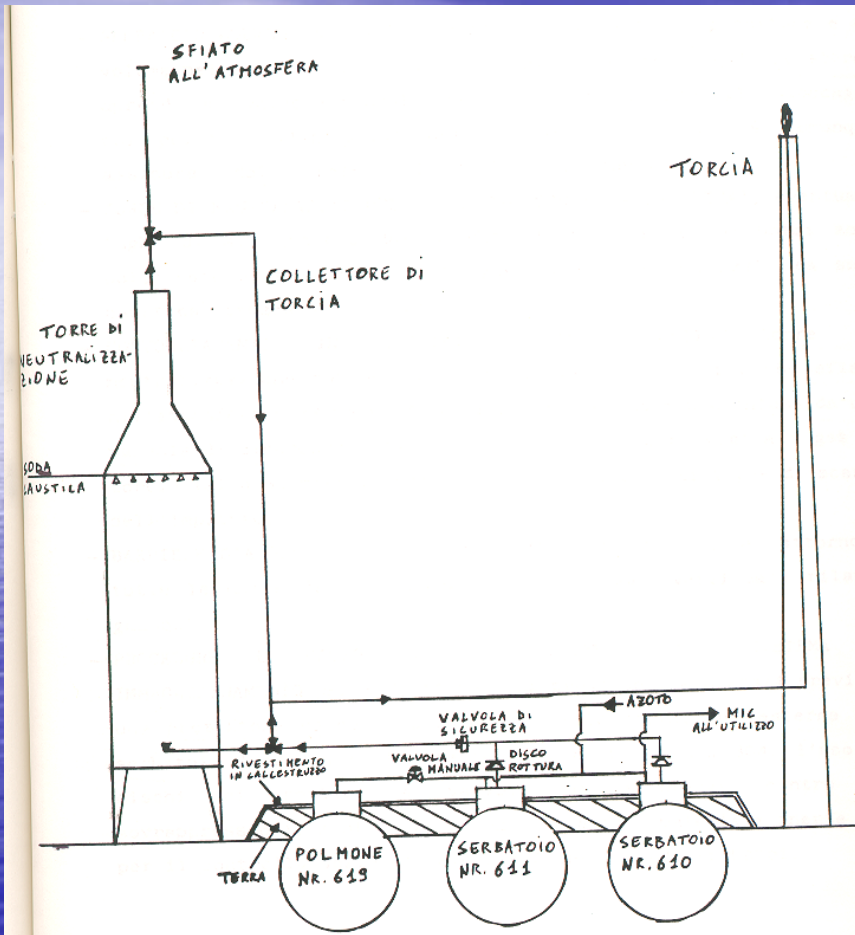 SFIATO
ALL'ATMOSFERA
TORCIA
COLLETTORE DI
TORCIA
TORRE DI
NEUTRALIZZA-
ZIONE
SODA
CAUSTICA
AZOTO
MIC
ALL'UTILIZZO
VALVOLA DI
SICUREZZA
DISCO
ROTTURA
VALVOLA
MANUALE
RIVESTIMENTO
IN CALCESTRUZZO
TERRA
POLMONE
NR. 619
SERBATOIO
NR. 611
SERBATOIO
NR. 610